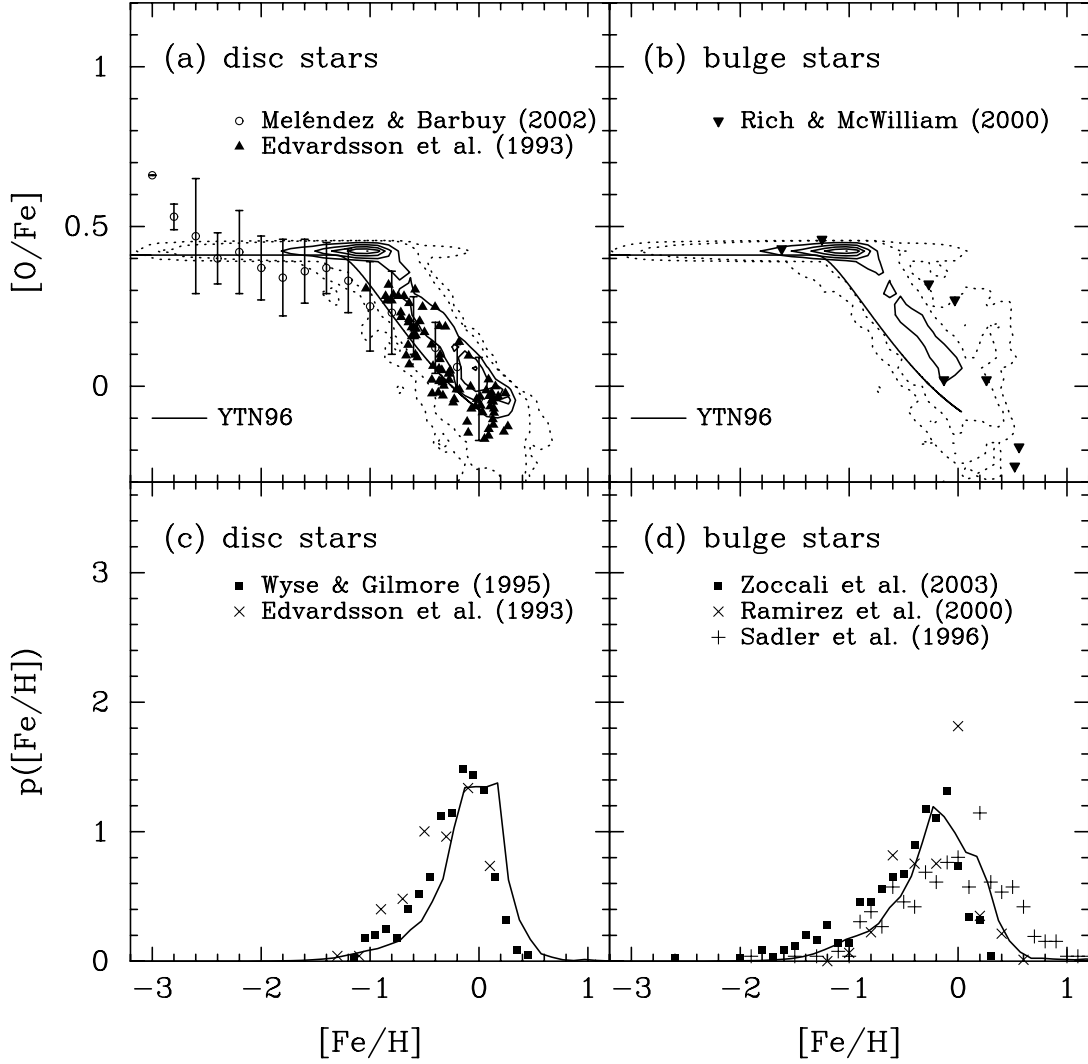 (a) disc stars
Meléndez & Barbuy (2002)
Edvardsson et al. (1993)
YTN96
(b) bulge stars
Rich & McWilliam (2000)
YTN96
1
0.5
0
[O/Fe]
(c) disc stars
Wyse & Gilmore (1995)
Edvardsson et al. (1993)
(d) bulge stars
Zoccali et al. (2003)
Ramirez et al. (2000)
Sadler et al. (1996)
3
2
1
0
p([Fe/H])
−3 −2 −1 0 −3 −2 −1 0 1
[Fe/H] [Fe/H]